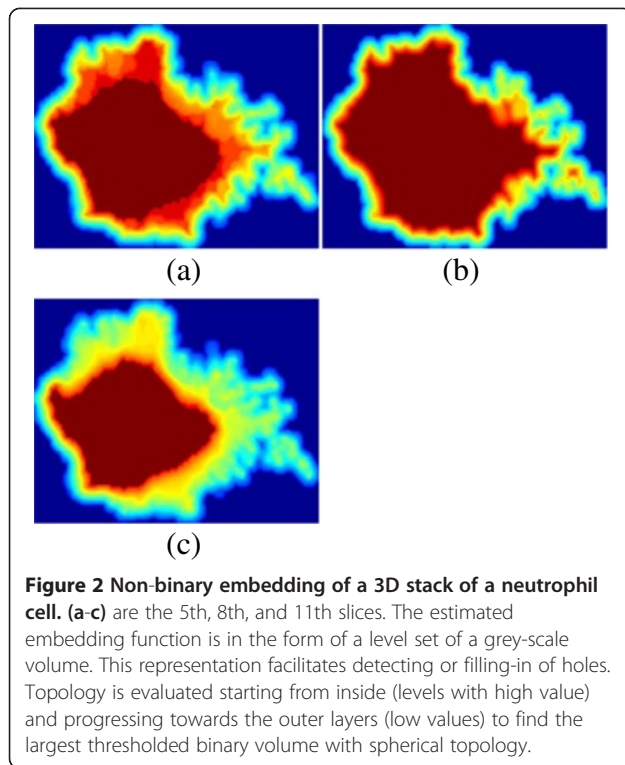 (a)
(b)
(c)
Figure 2 Non-binary embedding of a 3D stack of a neutrophil
cell. (a-c) are the 5th, 8th, and 11th slices. The estimated
embedding function is in the form of a level set of a grey-scale
volume. This representation facilitates detecting or filling-in of holes.
Topology is evaluated starting from inside (levels with high value)
and progressing towards the outer layers (low values) to find the
largest thresholded binary volume with spherical topology.